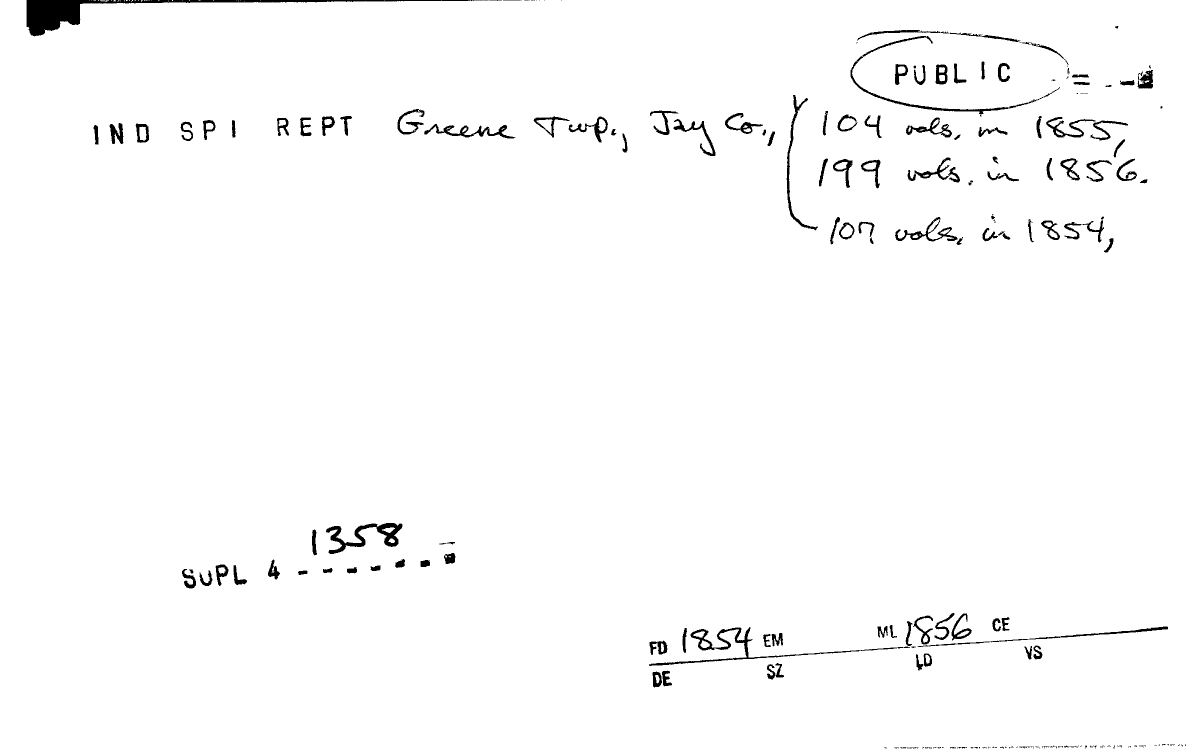 PUBLIC
IND SPI REPT Greene Twp., Jay Co., 104 vols. in 1855,
199 vols. in 1856.
107 vols. in 1854,
1358
SUPL 4 - - - - - - -
FD 1854 EM ML 1856 CE
DE SZ LD VS